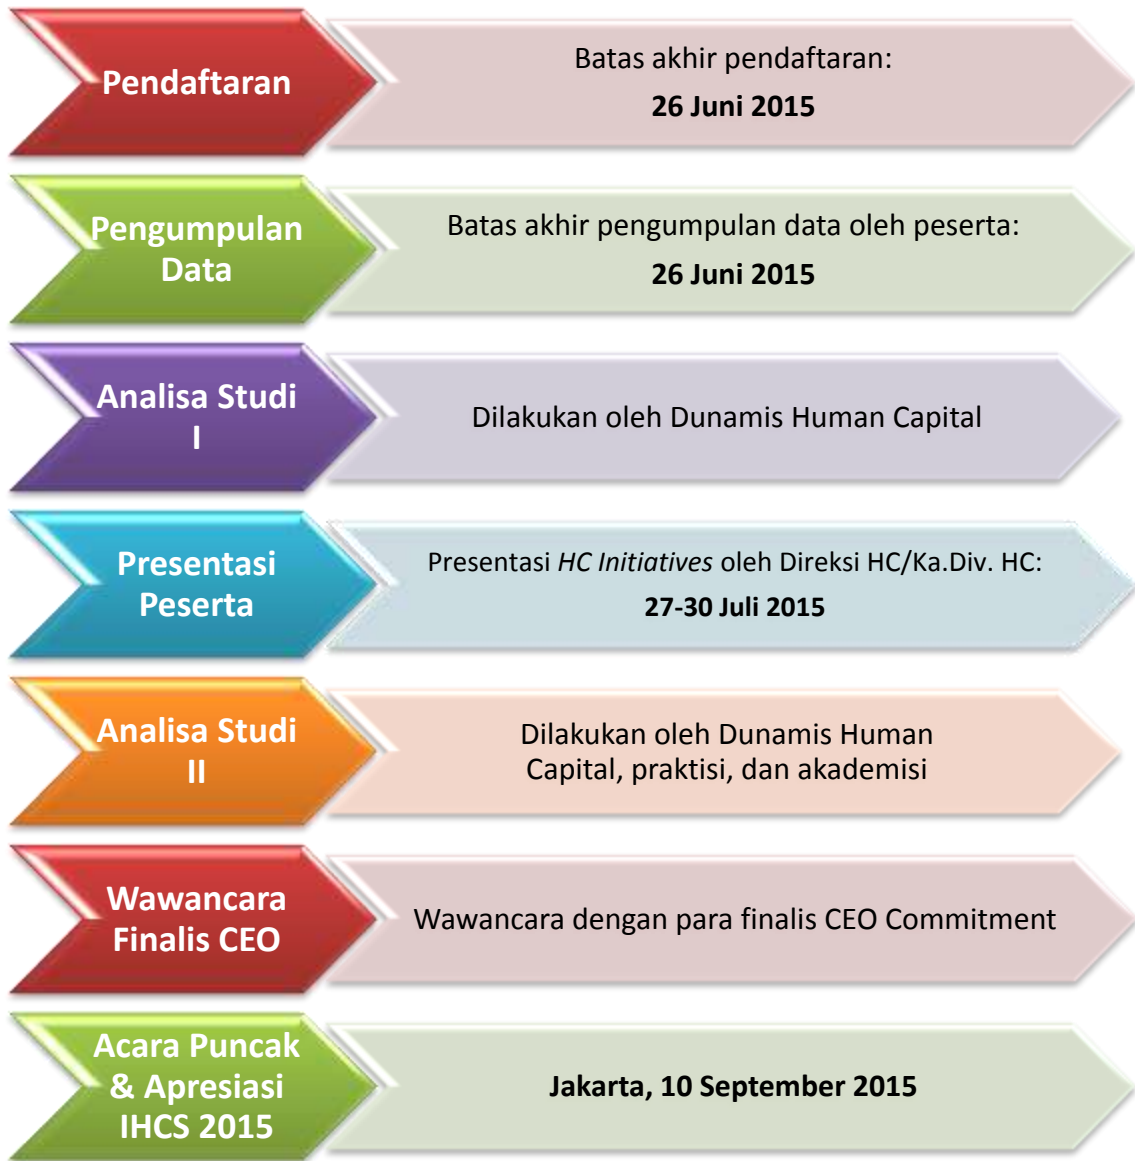 Pendaftaran
Batas akhir pendaftaran:
26 Juni 2015
Pengumpulan
Data
Batas akhir pengumpulan data oleh peserta:
26 Juni 2015
Analisa Studi
I
Dilakukan oleh Dunamis Human Capital
Presentasi
Peserta
Presentasi HC Initiatives oleh Direksi HC/Ka.Div. HC:
27-30 Juli 2015
Analisa Studi
II
Dilakukan oleh Dunamis Human
Capital, praktisi, dan akademisi
Wawancara
Finalis CEO
Wawancara dengan para finalis CEO Commitment
Acara Puncak
& Apresiasi
IHCS 2015
Jakarta, 10 September 2015